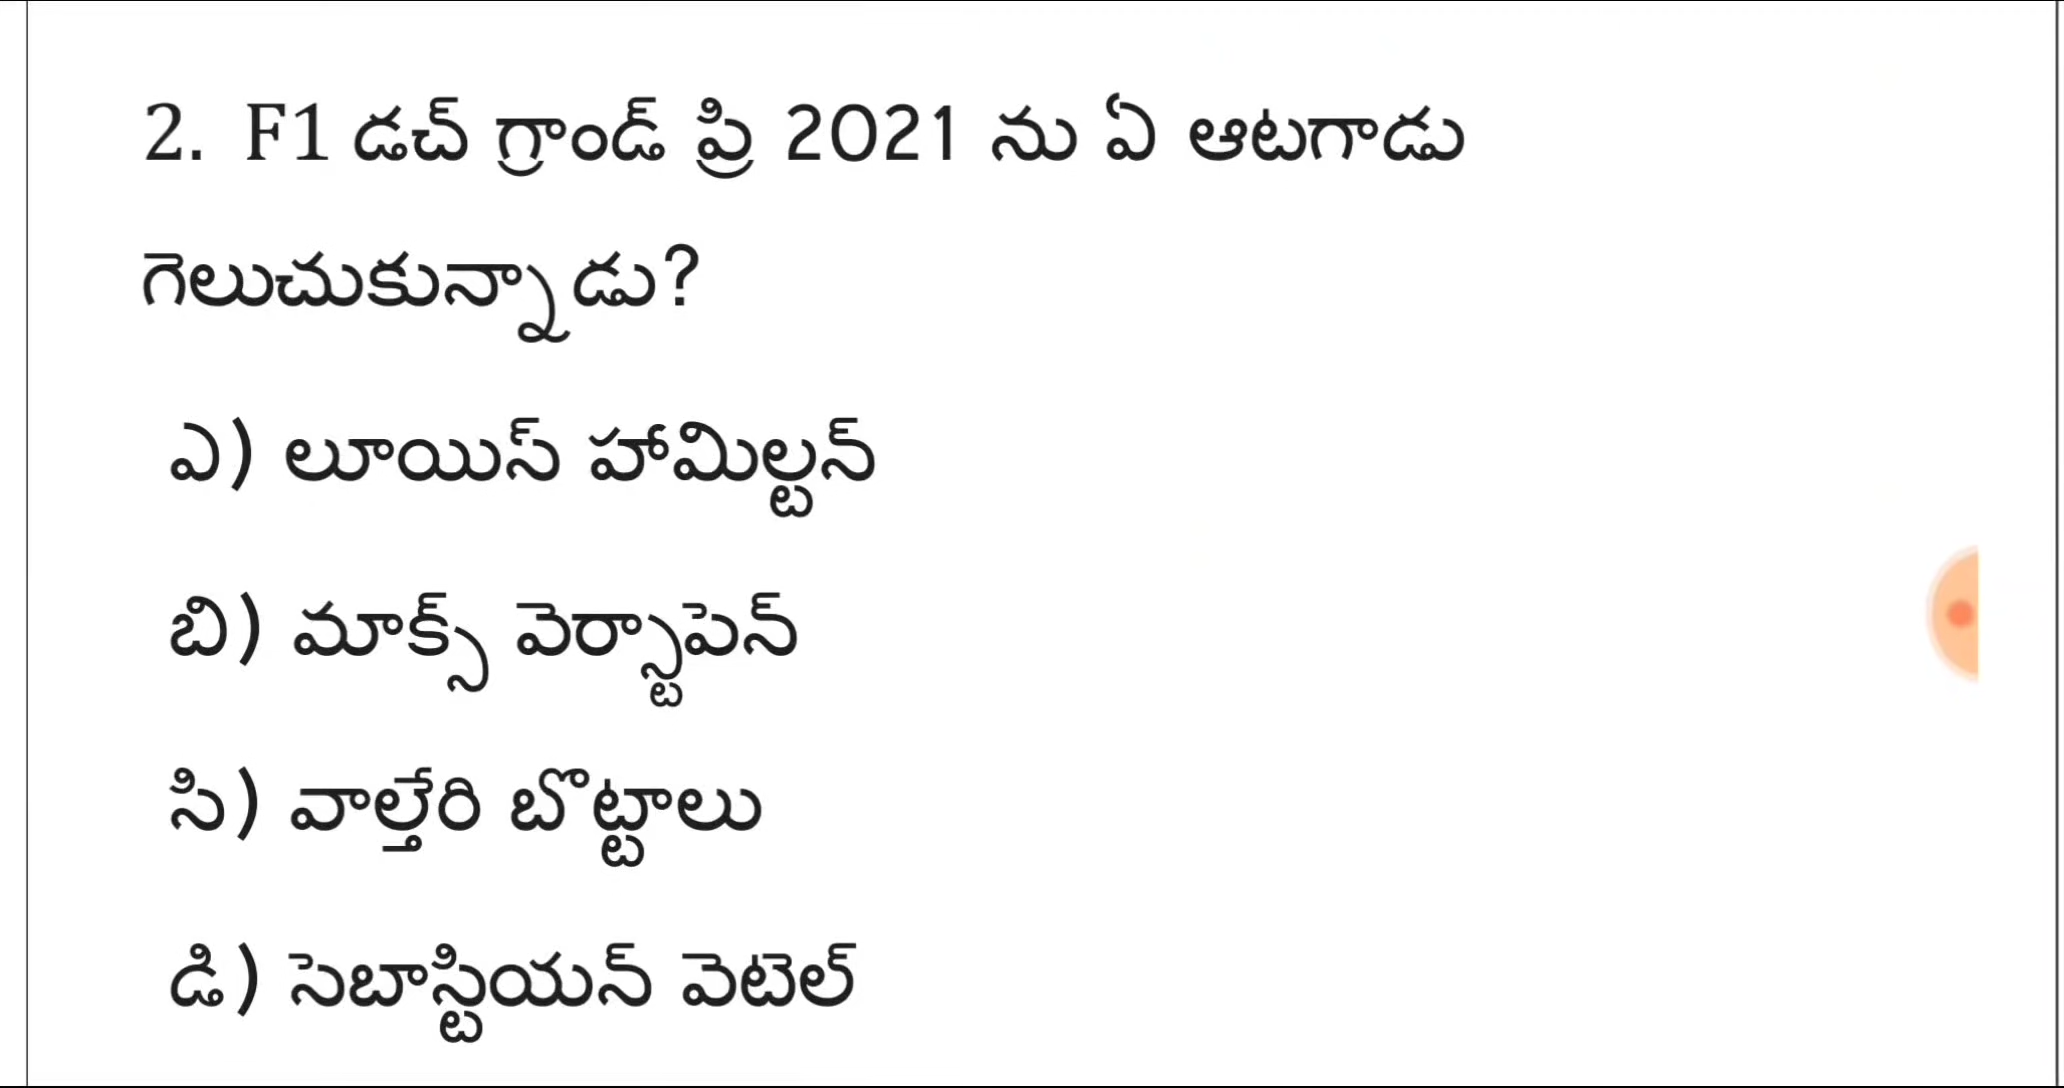 2. F1 డచ్ గ్రాండ్ ప్రి 2021 ను ఏ ఆటగాడు
గెలుచుకున్నాడు?
ఎ) లూయిస్ హామిల్టన్
బి) మాక్స్ వెర్స్టాపెన్
సి) వాల్తేరి బొట్టాలు
డి) సెబాస్టియన్ వెటెల్